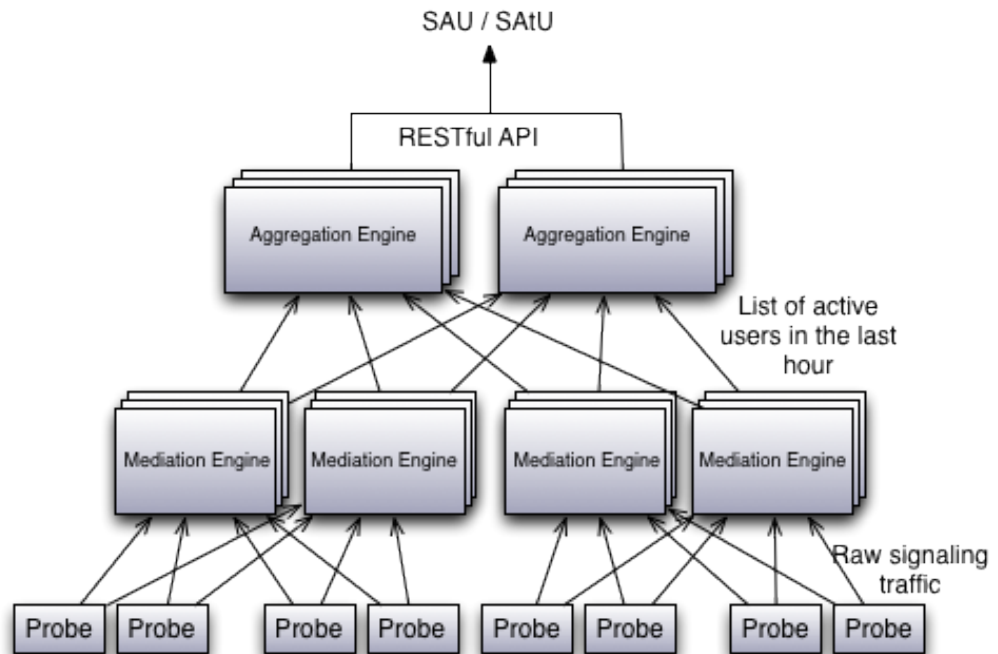 SAU / SAtU
RESTful API
Aggregation Engine
Aggregation Engine
List of active
users in the last
hour
Mediation Engine
Mediation Engine
Mediation Engine
Mediation Engine
Raw signaling
traffic
Probe
Probe
Probe
Probe
Probe
Probe
Probe
Probe